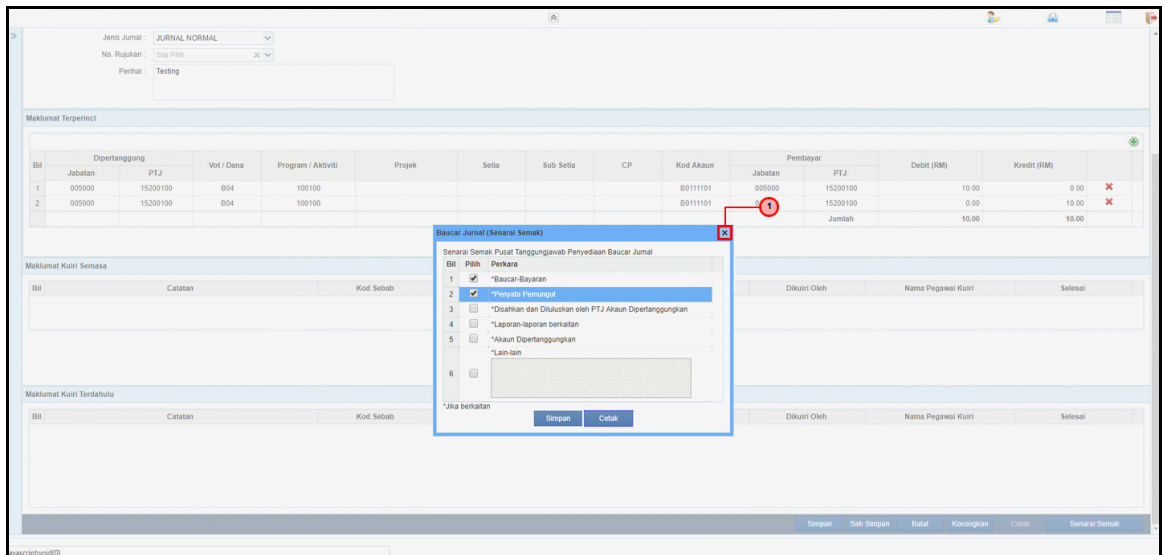 Jenis Jurnal : JURNAL NORMAL
No. Rujukan : Sila Pilih
Perihal : Testing
Maklumat Terperinci
Bil Dipertanggung Vot / Dana Program / Aktiviti Projek Setia Sub Setia CP Kod Akaun Pembayar Debit (RM) Kredit (RM)
Jabatan PTJ Jabatan PTJ
1 005000 15200100 B04 100100 B0111101 005000 15200100 10.00 0.00
2 005000 15200100 B04 100100 B0111101 15200100 0.00 10.00
Jumlah 10.00 10.00
1
Baucar Jurnal (Senarai Semak)
Senarai Semak Pusat Tanggungjawab Penyediaan Baucar Jurnal
Bil Pilih Perkara
1 *Baucar-Bayaran
2 *Penyata Pemungut
3 *Disahkan dan Diluluskan oleh PTJ Akaun Dipertanggungkan
4 *Laporan-laporan berkaitan
5 *Akaun Dipertanggungkan
*Lain-lain
6
*Jika berkaitan
Simpan Cetak
Maklumat Kuiri Semasa
Bil Catatan Kod Sebab Dikuiri Oleh Nama Pegawai Kuiri Selesai
Maklumat Kuiri Terdahulu
Bil Catatan Kod Sebab Dikuiri Oleh Nama Pegawai Kuiri Selesai
Simpan Sah Simpan Batal Kosongkan Cetak Senarai Semak
avascript:void(0)